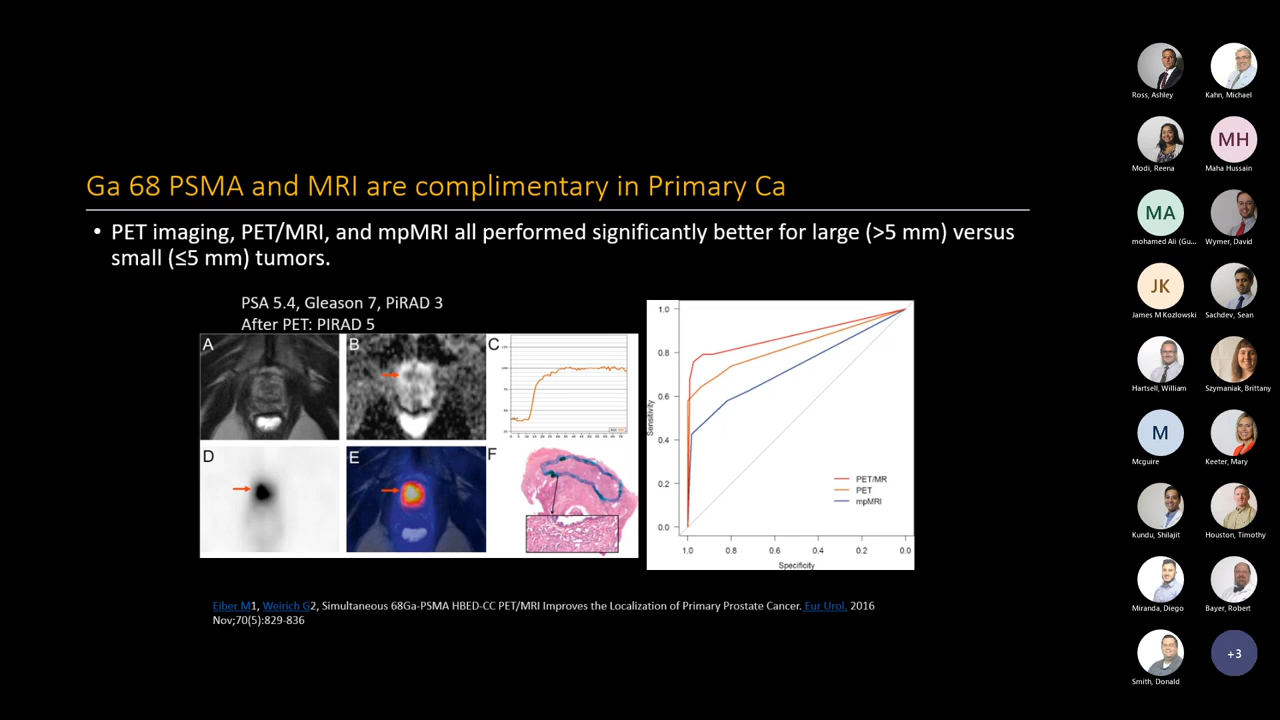 Ga 68 PSMA and MRI are complimentary in Primary Ca
• PET imaging, PET/MRI, and mpMRI all performed significantly better for large (>5 mm) versus
small (≤5 mm) tumors.
PSA 5.4, Gleason 7, PiRAD 3
After PET: PIRAD 5
A
B
C
D
E
F
1.0
0.8
0.6
0.4
0.2
0.0
Sensitivity
PET/MR
PET
mpMRI
1.0 0.8 0.6 0.4 0.2 0.0
Specificity
Eiber M1, Weirich G2, Simultaneous 68Ga-PSMA HBED-CC PET/MRI Improves the Localization of Primary Prostate Cancer. Eur Urol. 2016
Nov;70(5):829-836
Ross, Ashley
Kahn, Michael
MH
Modi, Reena
Maha Hussain
MA
mohamed Ali (Gu...
Wymer, David
JK
James M Kozlowski
Sachdev, Sean
Hartsell, William
Szymaniak, Brittany
M
Mcguire
Keeter, Mary
Kundu, Shilajit
Houston, Timothy
Miranda, Diego
Bayer, Robert
+3
Smith, Donald